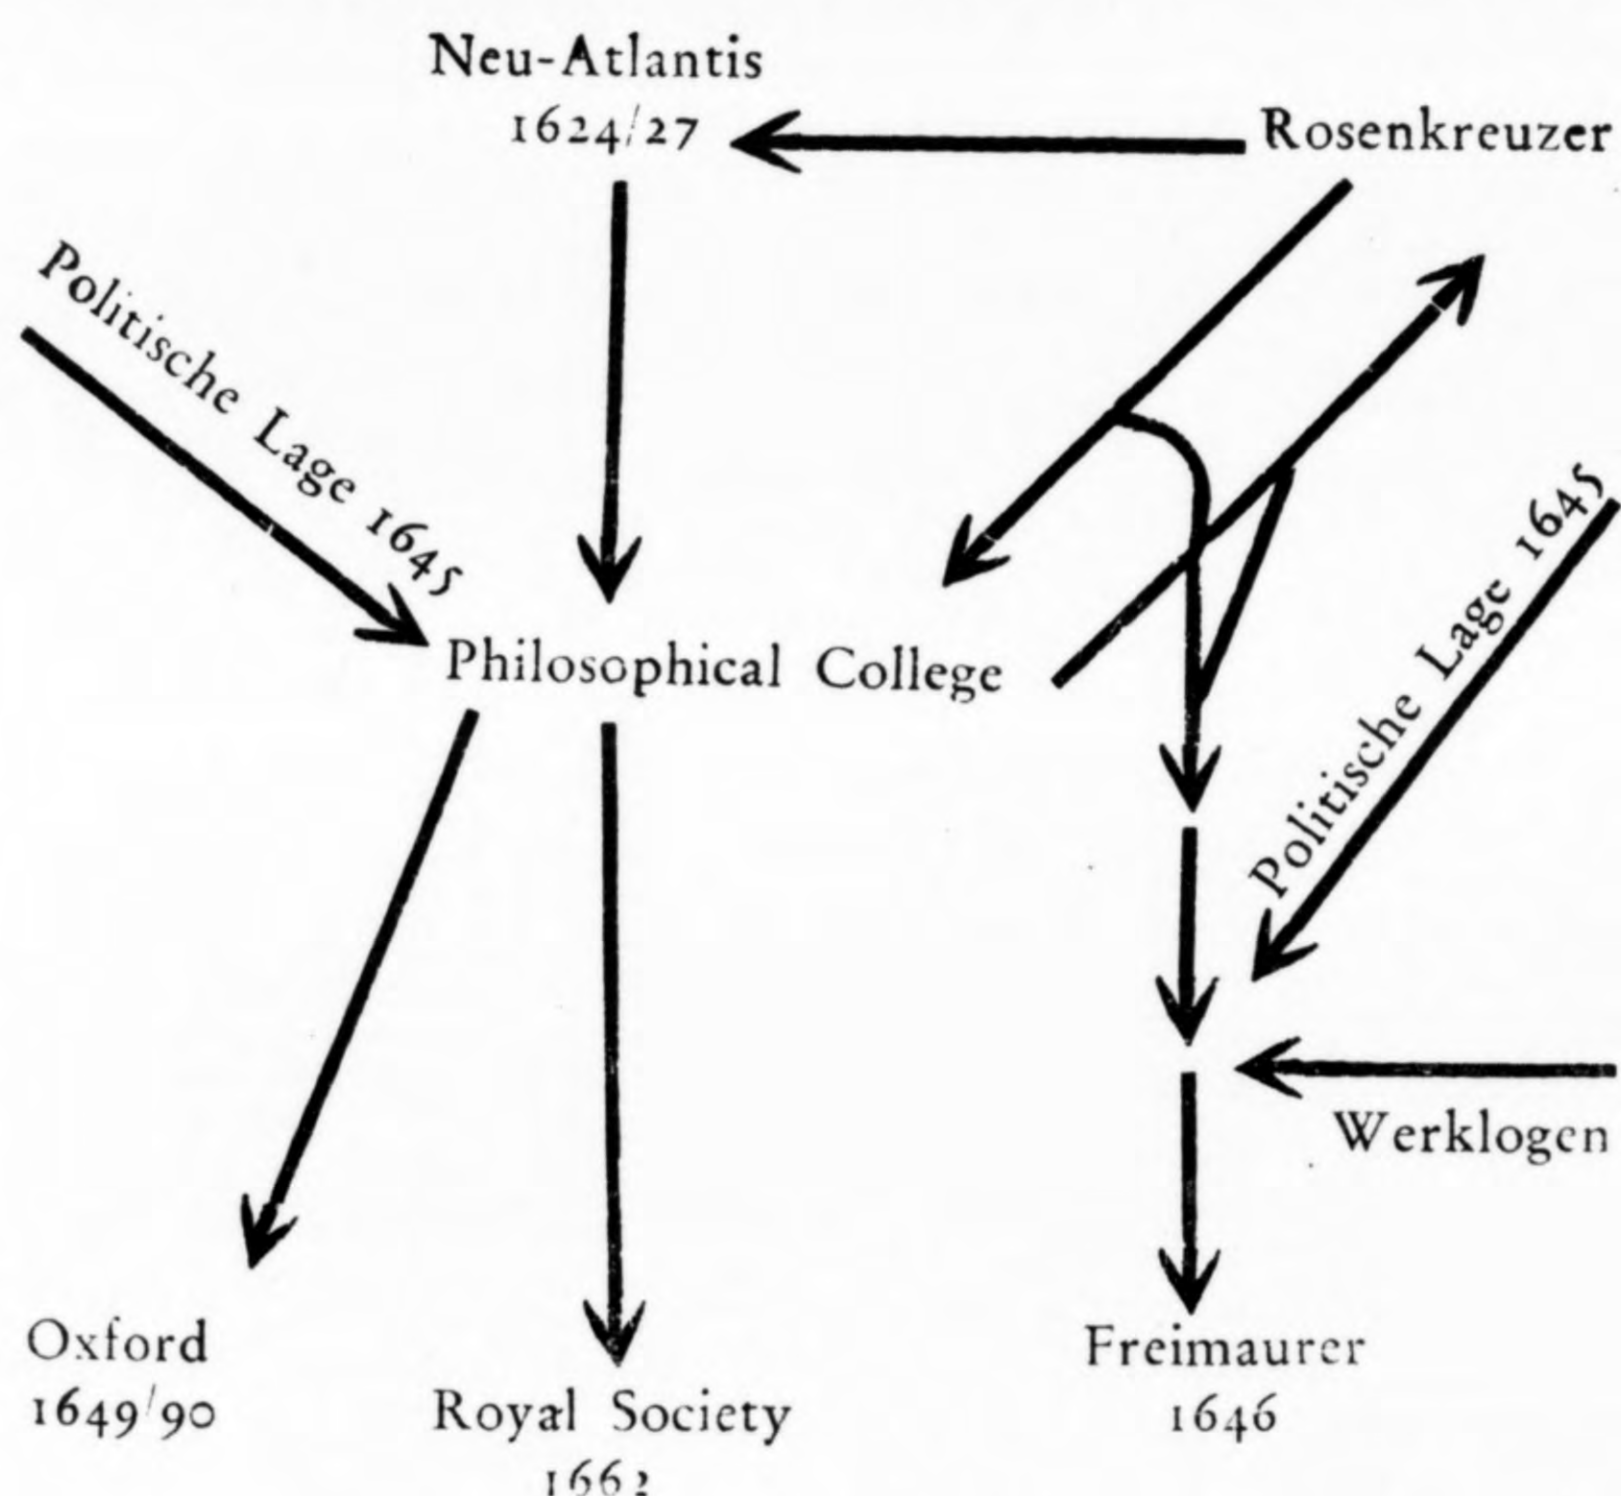 Neu-Atlantis
1624/27
Rosenkreuzer
Politische Lage 1645
Philosophical College
Politische Lage 1645
Werklogen
Oxford
1649/90
Royal Society
Freimaurer
1646